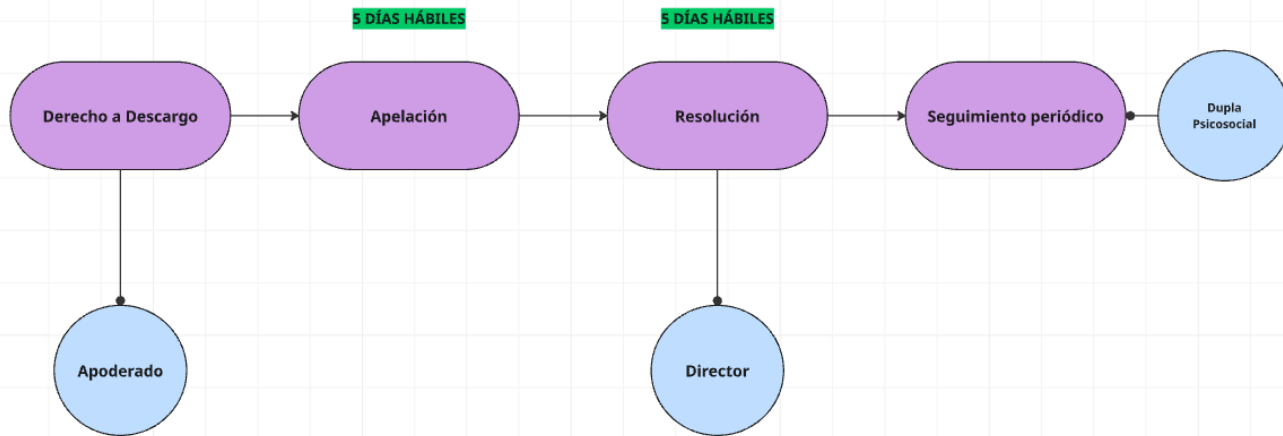 5 DÍAS HÁBILES
5 DÍAS HÁBILES
Derecho a Descargo
Apelación
Resolución
Seguimiento periódico
Dupla
Psicosocial
Apoderado
Director